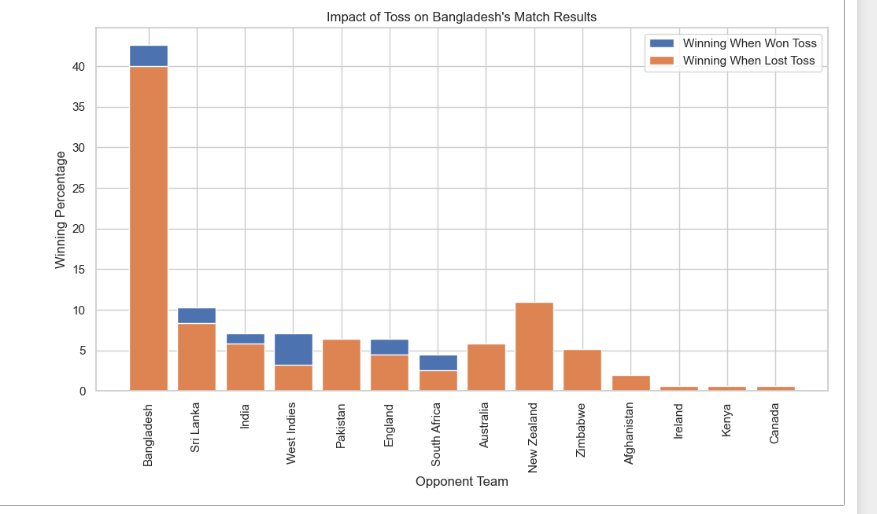 Impact of Toss on Bangladesh's Match Results
Winning When Won Toss
Winning When Lost Toss
Winning Percentage
40
35
30
25
20
15
10
5
0
Bangladesh
Sri Lanka
India
West Indies
Pakistan
England
South Africa
Australia
New Zealand
Zimbabwe
Afghanistan
Ireland
Kenya
Canada
Opponent Team